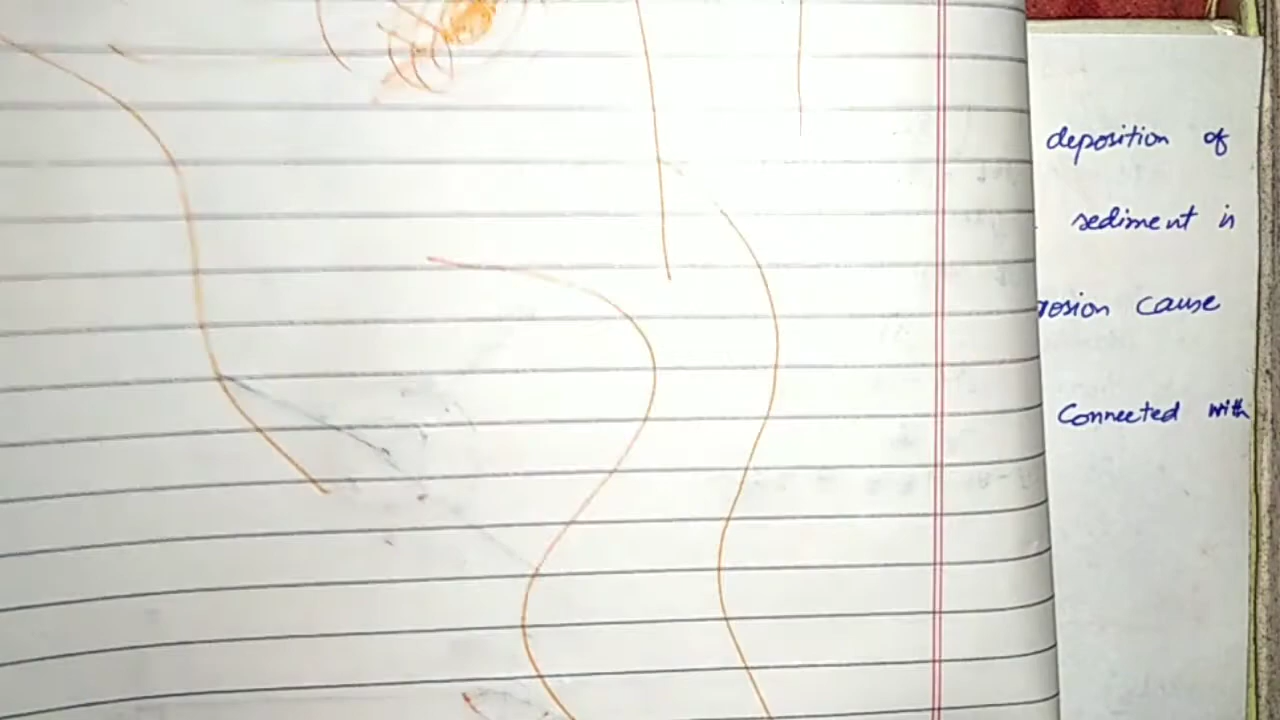 deposition of
sediment in
rosion cause
Connected with